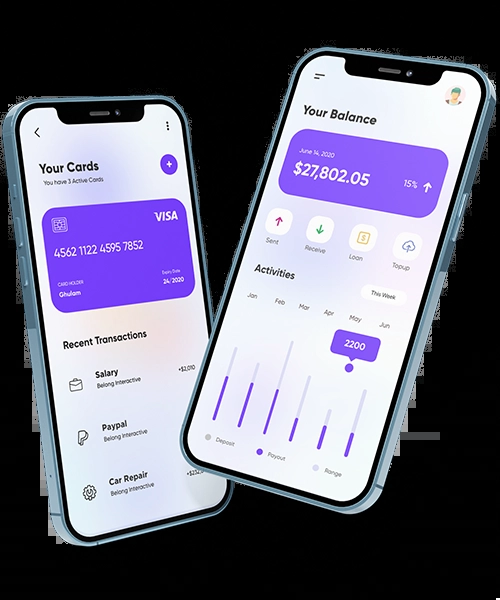 Your Cards
You have 3 Active Cards
+
VISA
4562 1122 4595 7852
CARD HOLDER
Ghulam
Expiry Date
24/2020
Recent Transactions
Salary
Belong Interactive
+$2,010
Paypal
Belong Interactive
Car Repair
Belong Interactive
Your Balance
June 14, 2020
$27,802.05
15%
Sent
Receive
Loan
Topup
Activities
This Week
Jan
Feb
Mar
Apr
May
Jun
2200
Deposit
Payout
Range